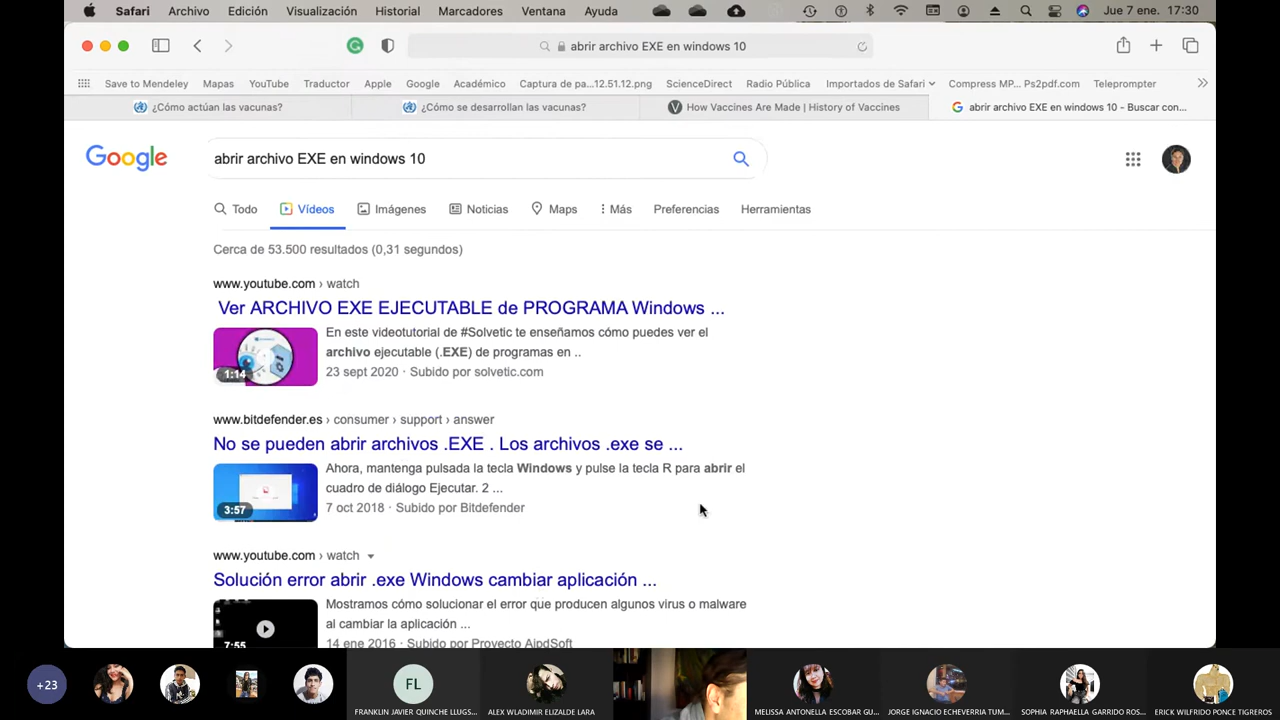 Safari Archivo Edición Visualización Historial Marcadores Ventana Ayuda Jue 7 ene. 17:30
abrir archivo EXE en windows 10
Save to Mendeley Mapas YouTube Traductor Apple Google Académico Captura de pa...12.51.12.png ScienceDirect Radio Pública Importados de Safari Compress MP... Ps2pdf.com Teleprompter
¿Cómo actúan las vacunas? ¿Cómo se desarrollan las vacunas? How Vaccines Are Made | History of Vaccines abrir archivo EXE en windows 10 - Buscar con...
Google abrir archivo EXE en windows 10
Todo Vídeos Imágenes Noticias Maps Más Preferencias Herramientas
Cerca de 53.500 resultados (0,31 segundos)
www.youtube.com › watch
Ver ARCHIVO EXE EJECUTABLE de PROGRAMA Windows ...
En este videotutorial de #Solvetic te enseñamos cómo puedes ver el
archivo ejecutable (.EXE) de programas en ..
1:14 23 sept 2020 · Subido por solvetic.com
www.bitdefender.es › consumer › support › answer
No se pueden abrir archivos .EXE . Los archivos .exe se ...
Ahora, mantenga pulsada la tecla Windows y pulse la tecla R para abrir el
cuadro de diálogo Ejecutar. 2 ...
3:57 7 oct 2018 · Subido por Bitdefender
www.youtube.com › watch
Solución error abrir .exe Windows cambiar aplicación ...
Mostramos cómo solucionar el error que producen algunos virus o malware
al cambiar la aplicación ...
7:55 14 ene 2016 · Subido por Proyecto AjpdSoft
+23 FL
FRANKLIN JAVIER QUINCHE LLUGS... ALEX WLADIMIR ELIZALDE LARA MELISSA ANTONELLA ESCOBAR GU... JORGE IGNACIO ECHEVERRIA TUM... SOPHIA RAPHAELLA GARRIDO ROS... ERICK WILFRIDO PONCE TIGREROS